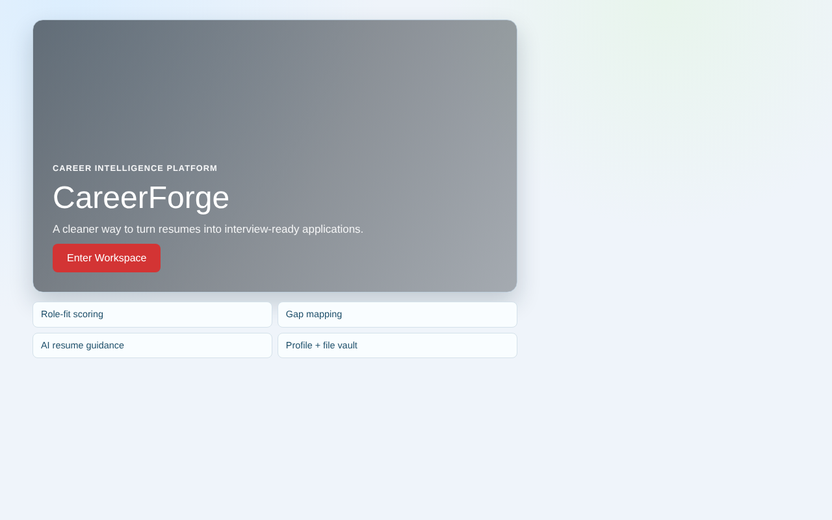 CAREER INTELLIGENCE PLATFORM
CareerForge
A cleaner way to turn resumes into interview-ready applications.
Enter Workspace
Role-fit scoring
Gap mapping
AI resume guidance
Profile + file vault